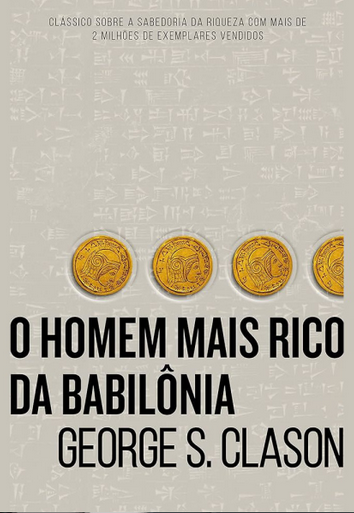 CLÁSSICO SOBRE A SABEDORIA DA RIQUEZA COM MAIS DE
2 MILHÕES DE EXEMPLARES VENDIDOS
O HOMEM MAIS RICO
DA BABILÔNIA
GEORGE S. CLASON